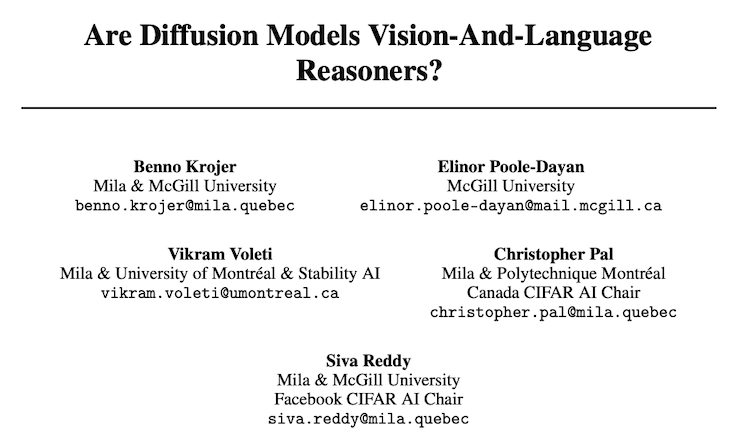 Are Diffusion Models Vision-And-Language
Reasoners?
Benno Krojer
Mila & McGill University
benno.krojer@mila.quebec
Elinor Poole-Dayan
McGill University
elinor.poole-dayan@mail.mcgill.ca
Vikram Voleti
Mila & University of Montréal & Stability AI
vikram.voleti@umontreal.ca
Christopher Pal
Mila & Polytechnique Montréal
Canada CIFAR AI Chair
christopher.pal@mila.quebec
Siva Reddy
Mila & McGill University
Facebook CIFAR AI Chair
siva.reddy@mila.quebec